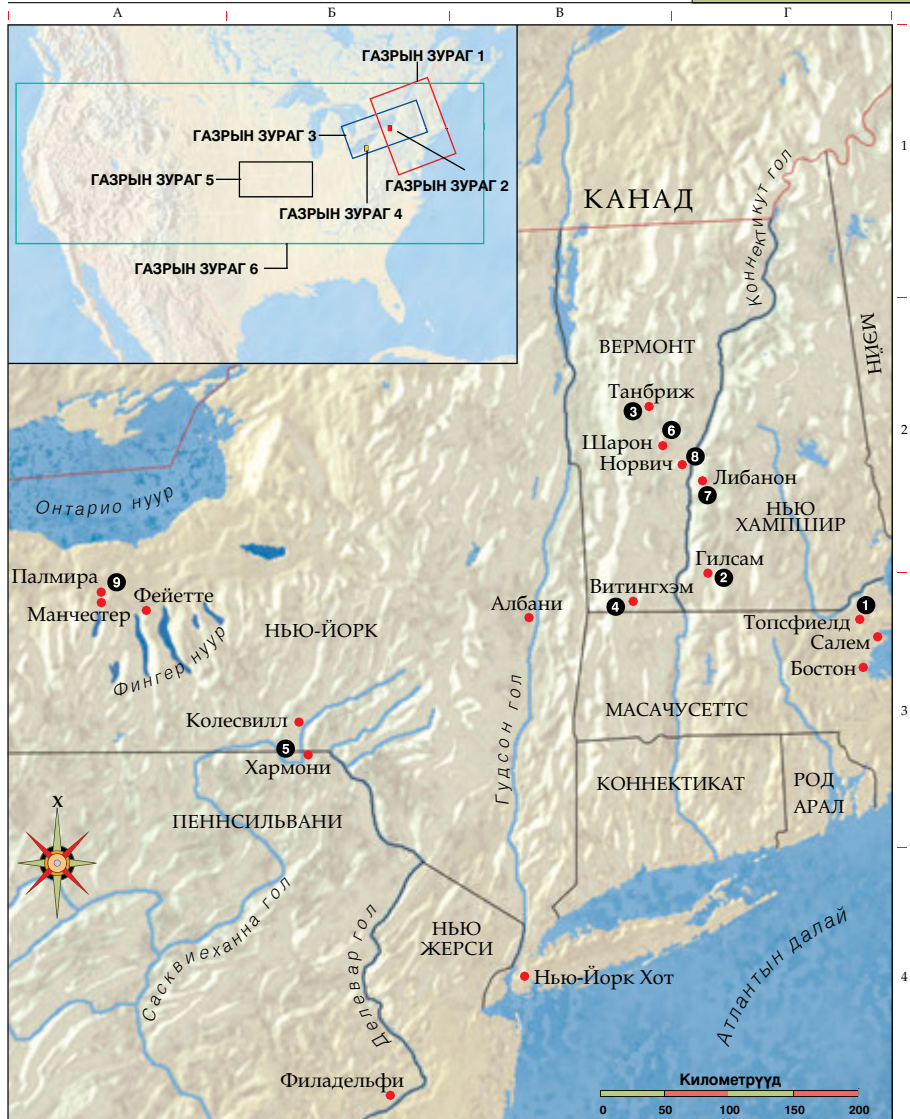 А Б В Г
ГАЗРЫН ЗУРАГ 1
ГАЗРЫН ЗУРАГ 3
ГАЗРЫН ЗУРАГ 5
ГАЗРЫН ЗУРАГ 2
ГАЗРЫН ЗУРАГ 4
ГАЗРЫН ЗУРАГ 6
1
КАНАД
Коннектикут гол
ВЕРМОНТ
МЭЙН
Танбриж
3
6
2
Шарон
8
Норвич
Либанон
7
Онтарио нуур
НЬЮ
ХАМПШИР
Гилсам
2
Палмира
9
Фейетте
Манчестер
Витингхэм
4
1
Албани
Топсфиелд
НЬЮ-ЙОРК
Салем
Фингер нуур
Бостон
Гудсон гол
МАСАЧУСЕТТС
3
Колесвилл
5
Хармони
КОННЕКТИКАТ
РОД
АРАЛ
Х
ПЕННСИЛЬВАНИ
Сасквиеханна гол
Делевар гол
НЬЮ
ЖЕРСИ
Атлантын далай
Нью-Йорк Хот
4
Филадельфи
Километрүүд
0 50 100 150 200